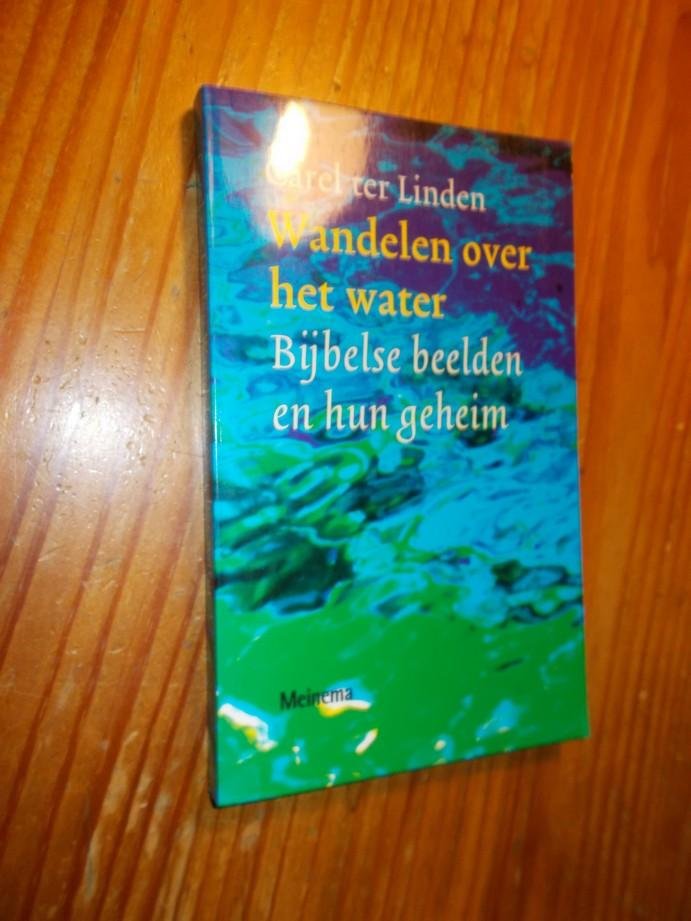 Carel ter Linden
Wandelen over
het water
Bijbelse beelden
en hun geheim
Meinema